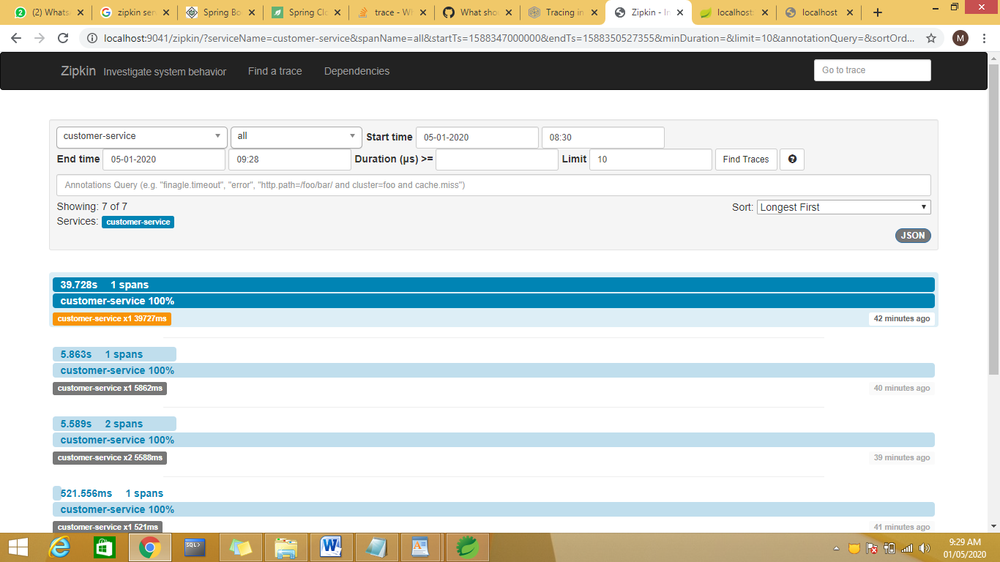 (2) Whats
zipkin ser
Spring Bo
Spring Clo
trace - Wh
What sho
Tracing in
Zipkin - In
localhost:
localhost
localhost:9041/zipkin/?serviceName=customer-service&spanName=all&startTs=1588347000000&endTs=1588350527355&minDuration=&limit=10&annotationQuery=&sortOrd...
M
Zipkin Investigate system behavior Find a trace Dependencies Go to trace
customer-service all Start time 05-01-2020 08:30
End time 05-01-2020 09:28 Duration (μs) >= Limit 10 Find Traces ?
Annotations Query (e.g. "finagle.timeout", "error", "http.path=/foo/bar/ and cluster=foo and cache.miss")
Showing: 7 of 7 Sort: Longest First
Services: customer-service
JSON
39.728s 1 spans
customer-service 100%
customer-service x1 39727ms 42 minutes ago
5.863s 1 spans
customer-service 100%
customer-service x1 5862ms 40 minutes ago
5.589s 2 spans
customer-service 100%
customer-service x2 5588ms 39 minutes ago
521.556ms 1 spans
customer-service 100%
customer-service x1 521ms 41 minutes ago
SQL>
W
A
9:29 AM
01/05/2020